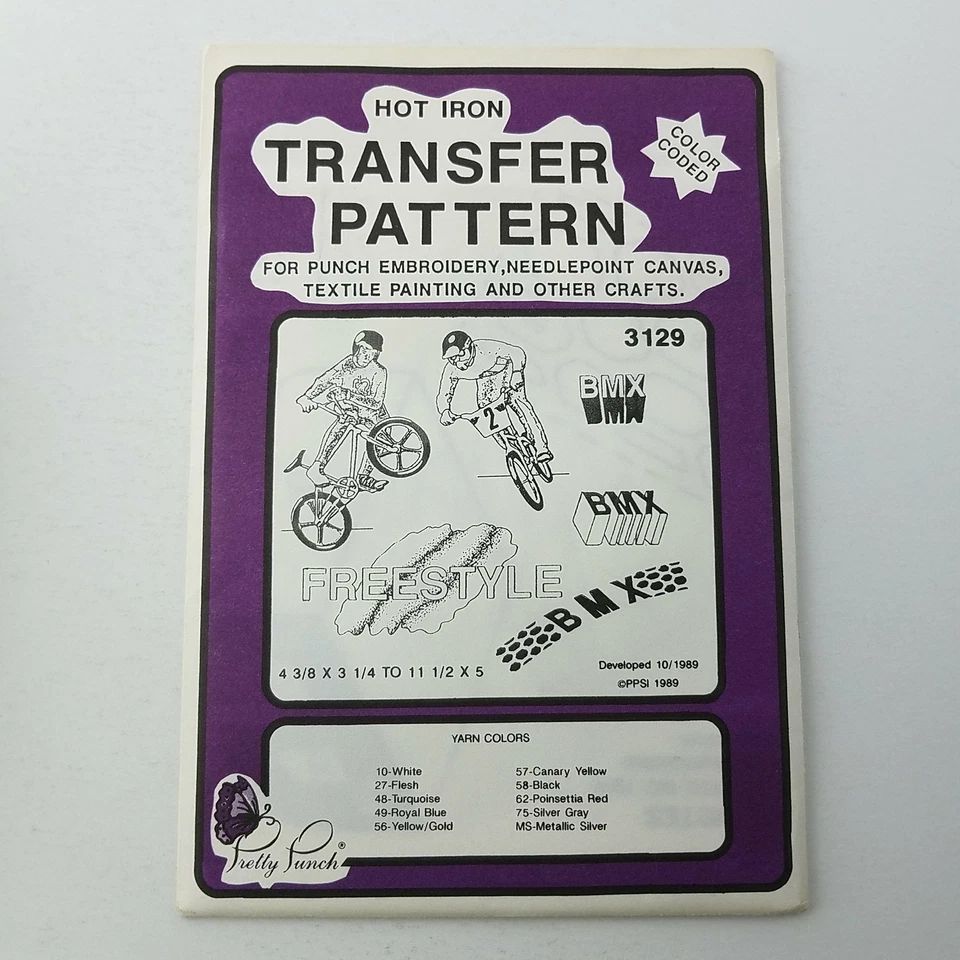 HOT IRON
TRANSFER
PATTERN
FOR PUNCH EMBROIDERY,NEEDLEPOINT CANVAS,
TEXTILE PAINTING AND OTHER CRAFTS.
COLOR
CODED
3129
2
BMX
BMX
FREESTYLE
BMX
4 3/8 X 3 1/4 TO 11 1/2 X 5
Developed 10/1989
©PPSI 1989
YARN COLORS
10-White
27-Flesh
48-Turquoise
49-Royal Blue
56-Yellow/Gold
57-Canary Yellow
58-Black
62-Poinsettia Red
75-Silver Gray
MS-Metallic Silver
Pretty Punch®